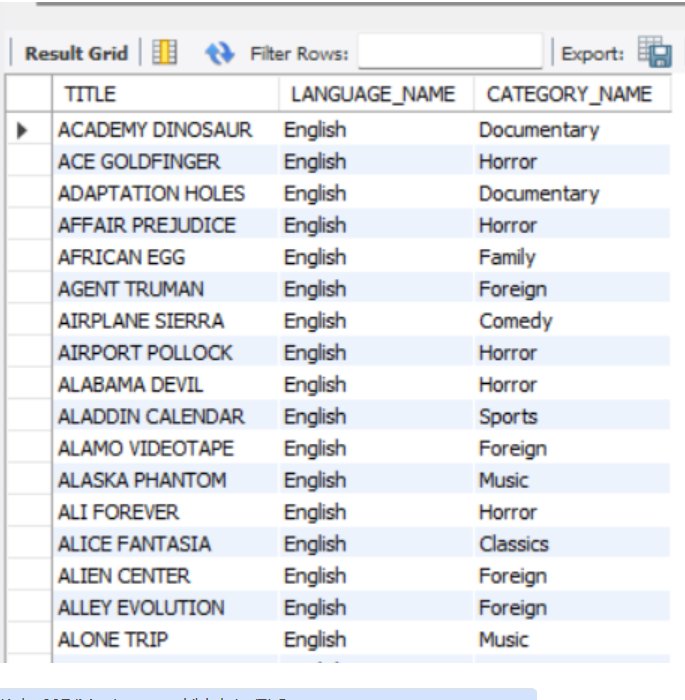 Result Grid Filter Rows: Export:
TITLE LANGUAGE_NAME CATEGORY_NAME
ACADEMY DINOSAUR English Documentary
ACE GOLDFINGER English Horror
ADAPTATION HOLES English Documentary
AFFAIR PREJUDICE English Horror
AFRICAN EGG English Family
AGENT TRUMAN English Foreign
AIRPLANE SIERRA English Comedy
AIRPORT POLLOCK English Horror
ALABAMA DEVIL English Horror
ALADDIN CALENDAR English Sports
ALAMO VIDEOTAPE English Foreign
ALASKA PHANTOM English Music
ALI FOREVER English Horror
ALICE FANTASIA English Classics
ALIEN CENTER English Foreign
ALLEY EVOLUTION English Foreign
ALONE TRIP English Music